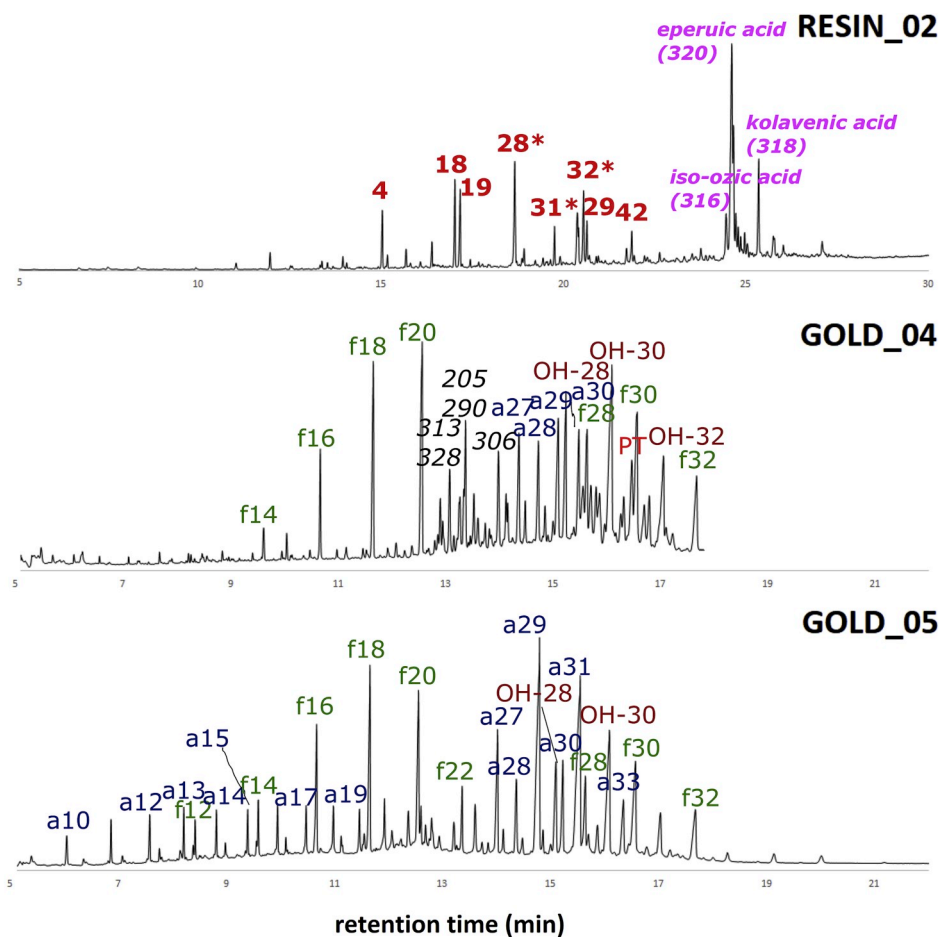 RESIN_02
eperuic acid
(320)
kolavenic acid
(318)
iso-ozic acid
(316)
4
18
19
28*
31*
32*
29
42
5
10
15
20
25
30
GOLD_04
f14
f16
f18
f20
205
290
313
328
306
a27
a28
a29
OH-28
a30
f28
OH-30
PT
f30
OH-32
f32
5
7
9
11
13
15
17
19
21
GOLD_05
a10
a12
a13
f12
a14
a15
f14
a17
f16
a19
f18
f20
f22
a27
a28
a29
OH-28
a30
a31
f28
OH-30
a33
f30
f32
5
7
9
11
13
15
17
19
21
retention time (min)